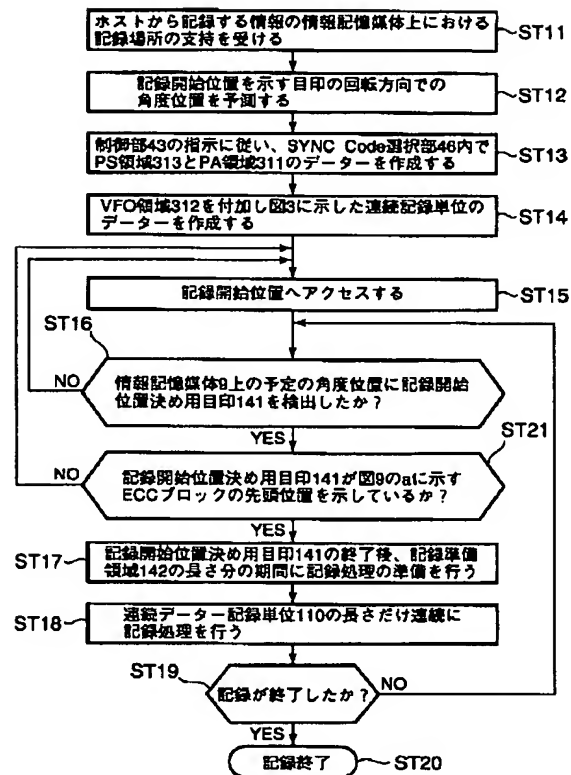 ホストから記録する情報の情報記憶媒体上における
記録場所の支持を受ける
ST11
記録開始位置を示す目印の回転方向での
角度位置を予測する
ST12
制御部43の指示に従い、SYNC Code選択部46内で
PS領域313とPA領域311のデーターを作成する
ST13
VFO領域312を付加し図3に示した連続記録単位の
データーを作成する
ST14
記録開始位置へアクセスする
ST15
ST16
情報記憶媒体9上の予定の角度位置に記録開始
位置決め用目印141を検出したか?
NO
YES
ST21
記録開始位置決め用目印141が図9のaに示す
ECCブロックの先頭位置を示しているか?
NO
YES
ST17
記録開始位置決め用目印141の終了後、記録準備
領域142の長さ分の期間に記録処理の準備を行う
ST18
連続データー記録単位110の長さだけ連続に
記録処理を行う
ST19
記録が終了したか?
NO
YES
記録終了
ST20